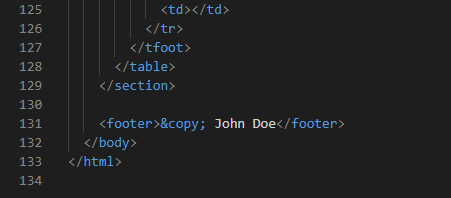 125 <td></td>
126 </tr>
127 </tfoot>
128 </table>
129 </section>
130
131 <footer>&copy; John Doe</footer>
132 </body>
133 </html>
134